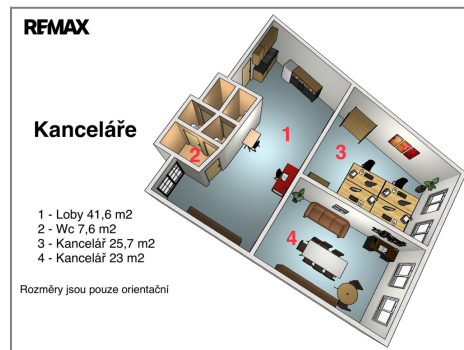 RE/MAX
Kanceláře
1
2
3
4
1 - Loby 41,6 m2
2 - Wc 7,6 m2
3 - Kancelář 25,7 m2
4 - Kancelář 23 m2
Rozměry jsou pouze orientační